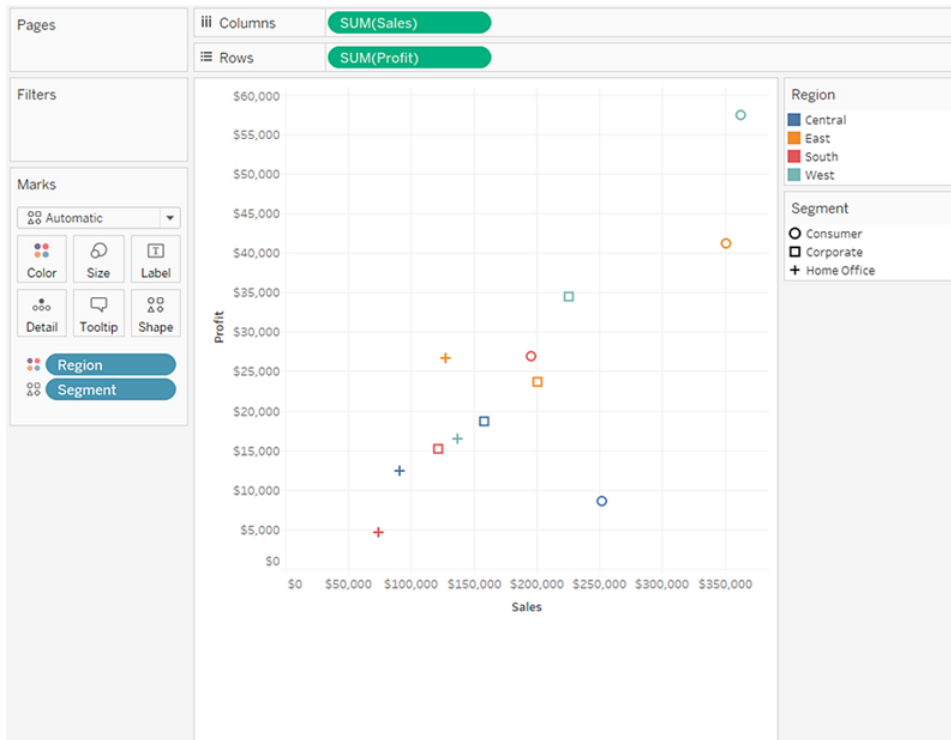 Pages
Columns
SUM(Sales)
Rows
SUM(Profit)
Filters
Marks
Automatic
Color
Size
Label
Detail
Tooltip
Shape
Region
Segment
Profit
$60,000
$55,000
$50,000
$45,000
$40,000
$35,000
$30,000
$25,000
$20,000
$15,000
$10,000
$5,000
$0
$0 $50,000 $100,000 $150,000 $200,000 $250,000 $300,000 $350,000
Sales
Region
Central
East
South
West
Segment
Consumer
Corporate
Home Office